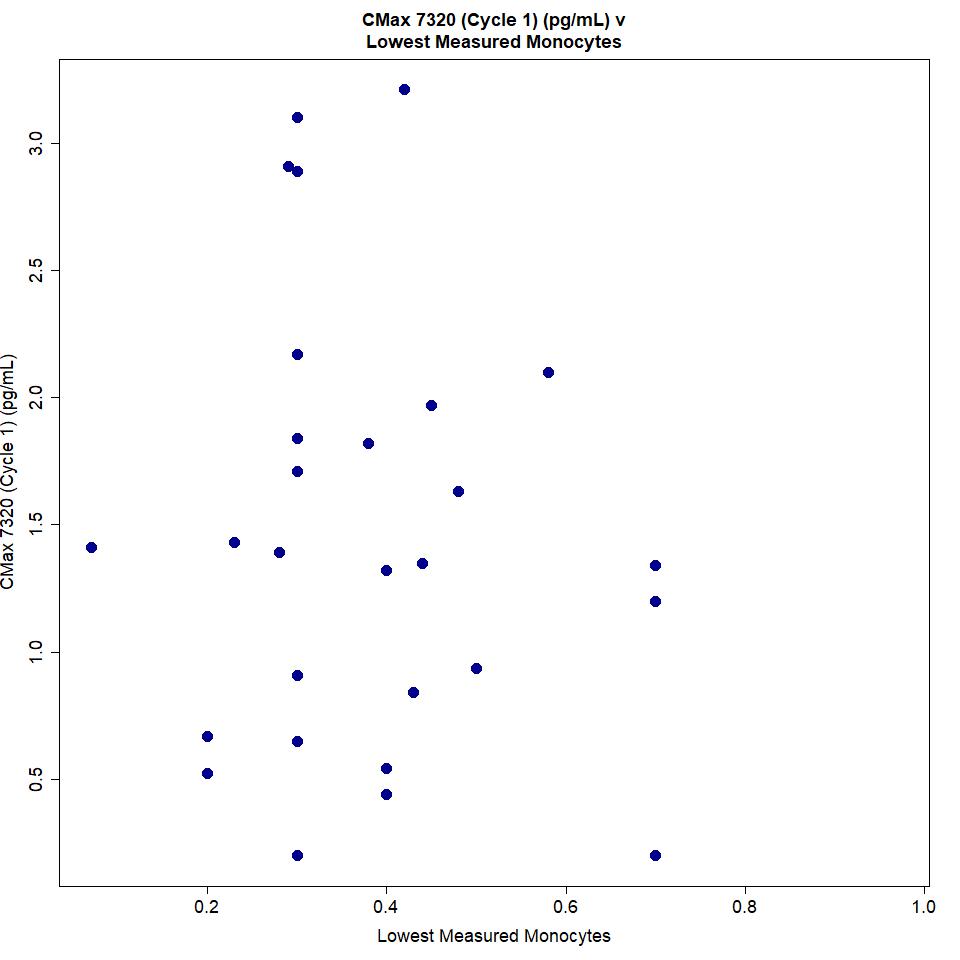 CMax 7320 (Cycle 1) (pg/mL) v
Lowest Measured Monocytes
CMax 7320 (Cycle 1) (pg/mL)
3.0
2.5
2.0
1.5
1.0
0.5
0.2
0.4
0.6
0.8
1.0
Lowest Measured Monocytes